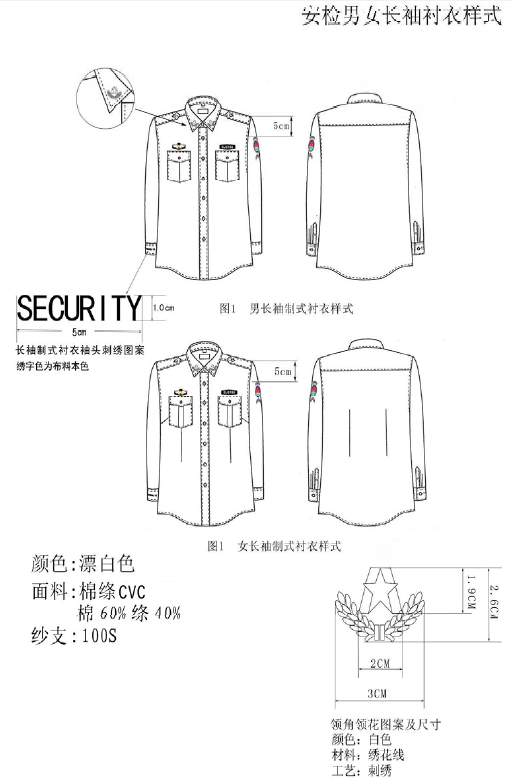 安检男女长袖衬衣样式
5cm
SECURITY
1.0cm
5cm
图1 男长袖制式衬衣样式
长袖制式衬衣袖头刺绣图案
绣字色为布料本色
5cm
图1 女长袖制式衬衣样式
颜色:漂白色
面料:棉涤CVC
棉60%涤40%
纱支:100S
1.9CM
2.6CM
2CM
3CM
领角领花图案及尺寸
颜色: 白色
材料: 绣花线
工艺: 刺绣